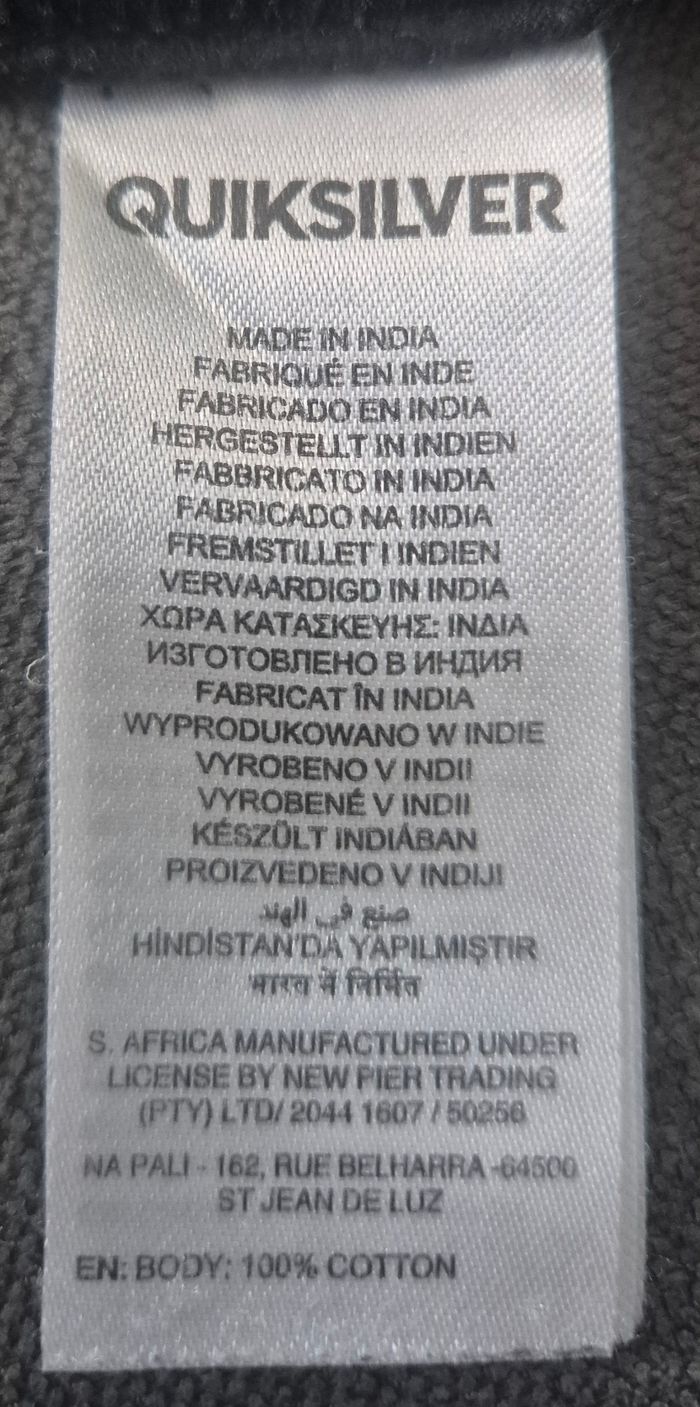 QUIKSILVER
MADE IN INDIA
FABRIQUÉ EN INDE
FABRICADO EN INDIA
HERGESTELLT IN INDIEN
FABBRICATO IN INDIA
FABRICADO NA INDIA
FREMSTILLET I INDIEN
VERVAARDIGD IN INDIA
ΧΩΡΑ ΚΑΤΑΣΚΕΥΗΣ: ΙΝΔΙΑ
ИЗГОТОВЛЕНО В ИНДИЯ
FABRICAT ÎN INDIA
WYPRODUKOWANO W INDIE
VYROBENO V INDII
VYROBENÉ V INDII
KÉSZÜLT INDIÁBAN
PROIZVEDENO V INDIJI
صنع في الهند
HİNDİSTAN'DA YAPILMIŞTIR
भारत में निर्मित
S. AFRICA MANUFACTURED UNDER
LICENSE BY NEW PIER TRADING
(PTY) LTD/ 2044 1607 / 50256
NA PALI - 162, RUE BELHARRA -64500
ST JEAN DE LUZ
EN: BODY: 100% COTTON